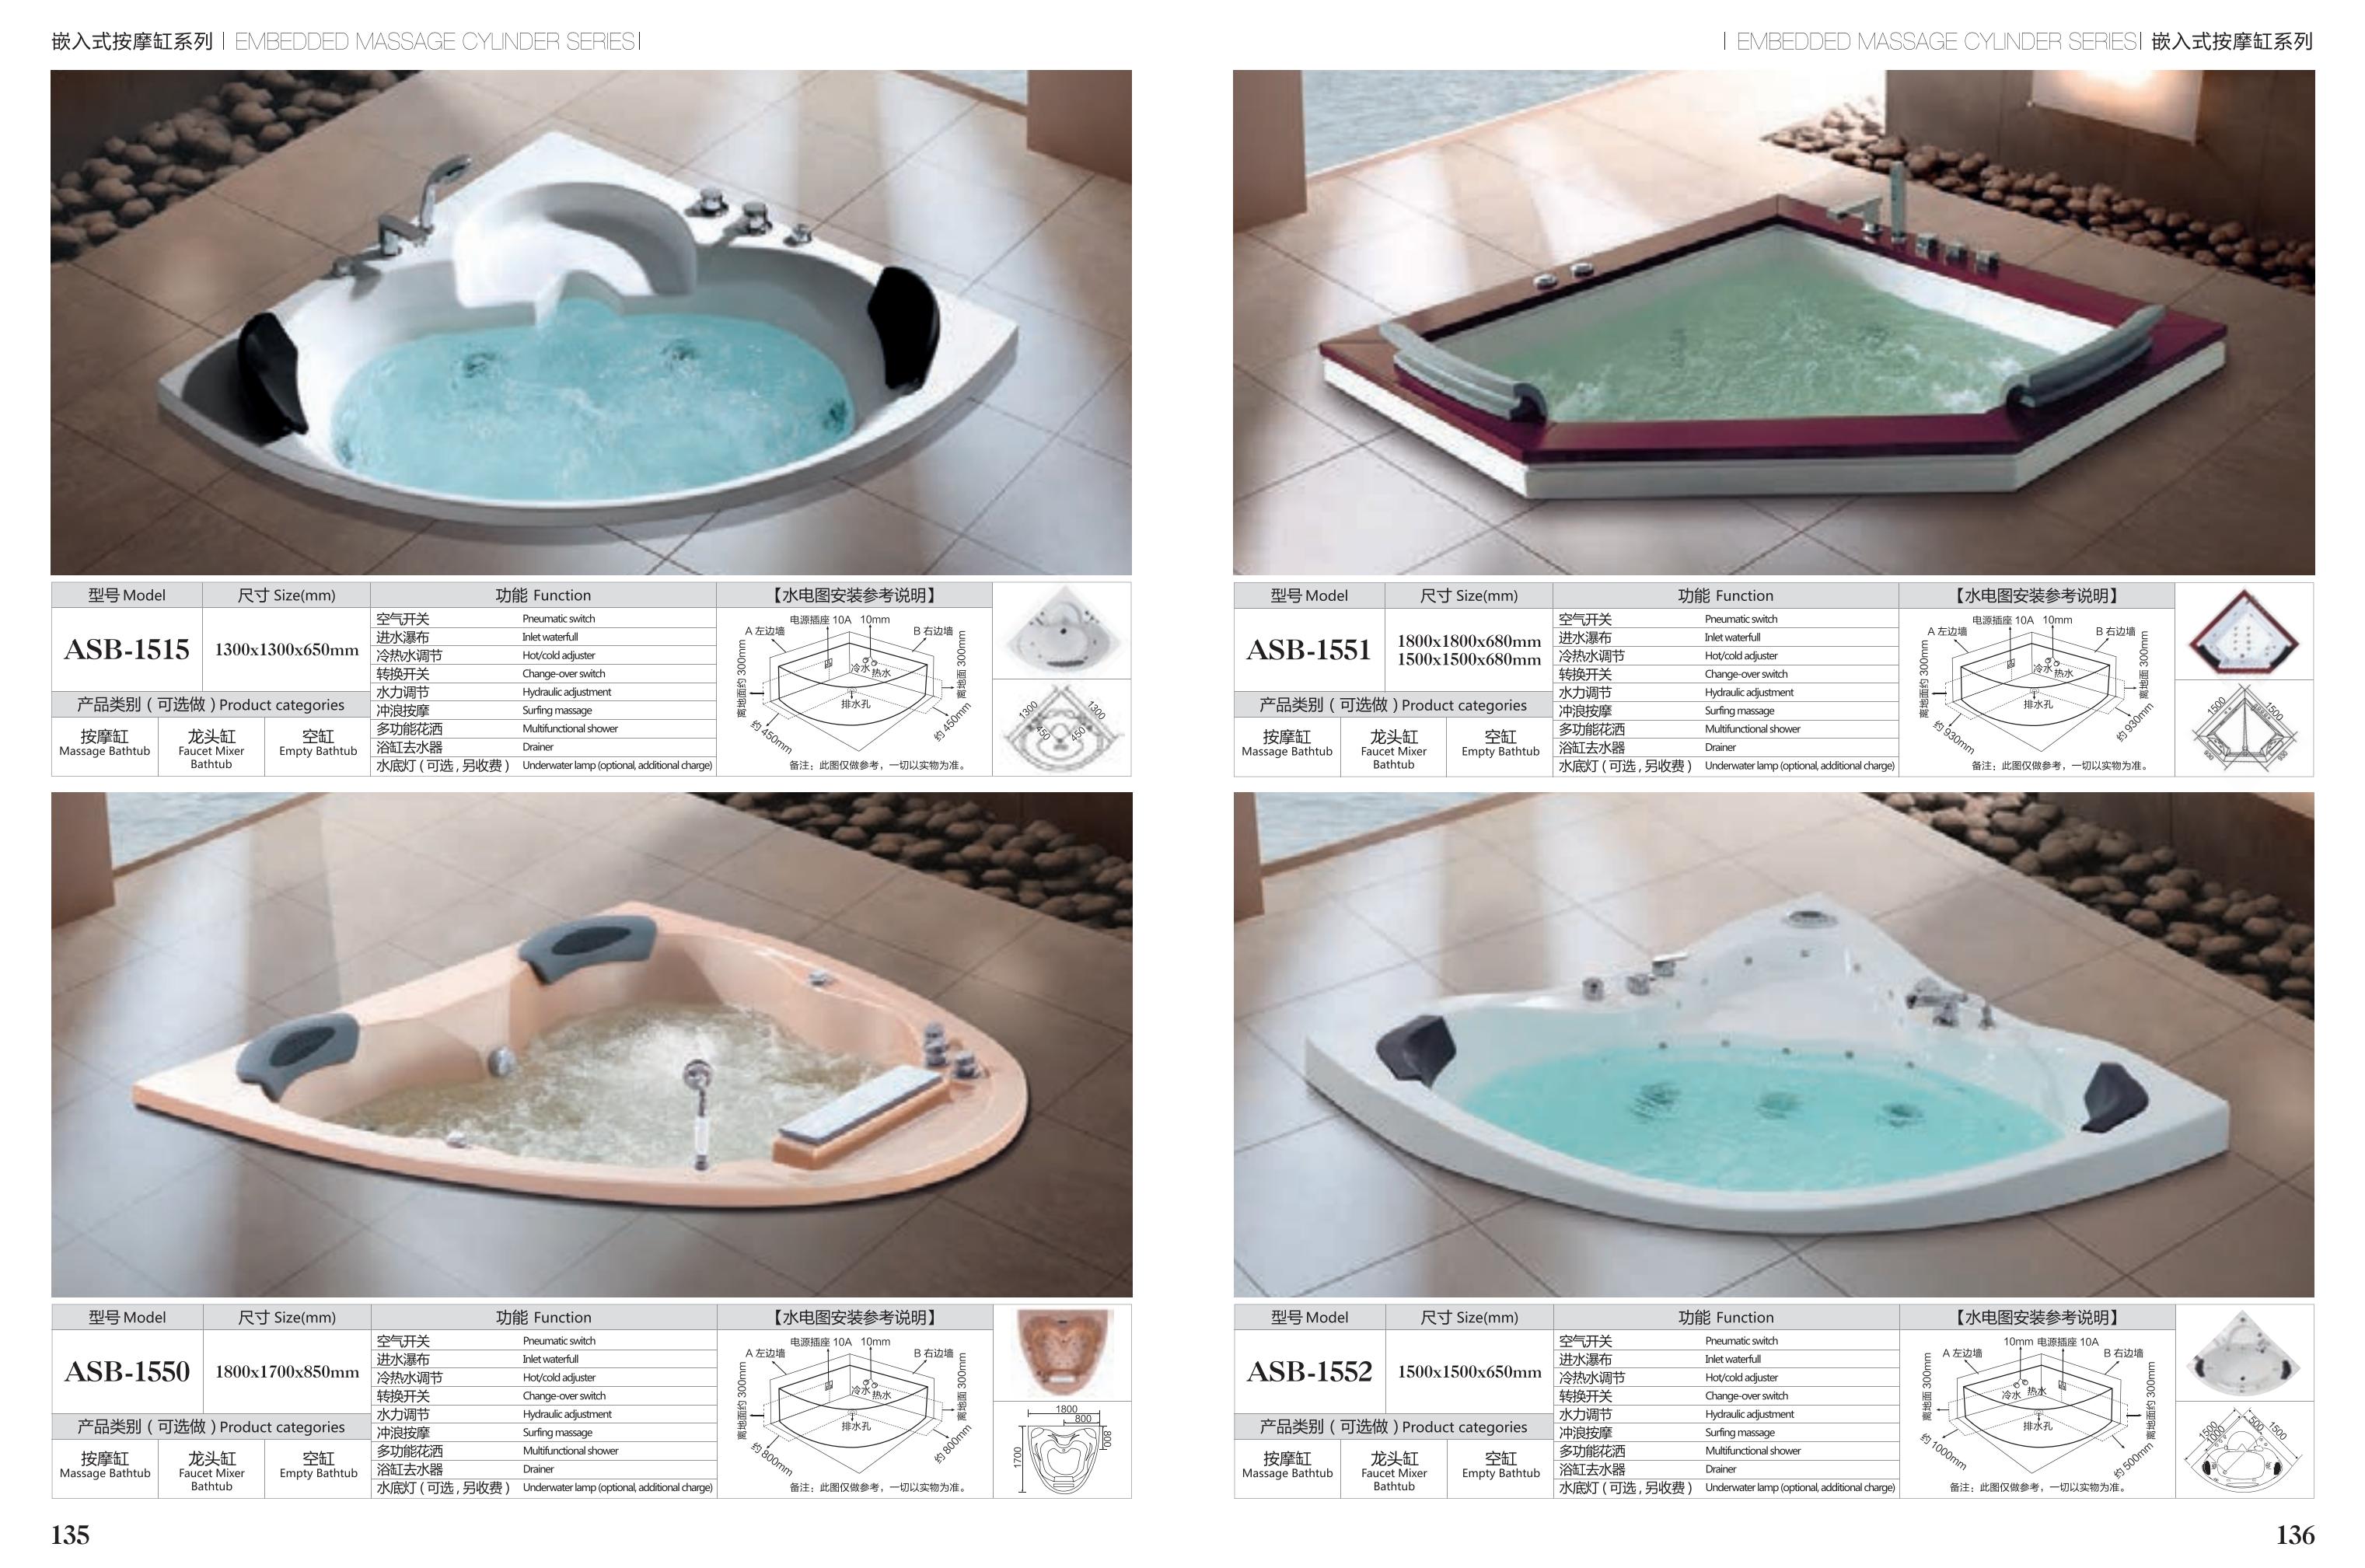 嵌入式按摩缸系列 | EMBEDDED MASSAGE CYLINDER SERIES|
型号 Model
尺寸 Size(mm)
功能 Function
【水电图安装参考说明】
ASB-1515
1300x1300x650mm
产品类别 ( 可选做 ) Product categories
按摩缸
Massage Bathtub
龙头缸
Faucet Mixer
Bathtub
空缸
Empty Bathtub
空气开关 Pneumatic switch
进水瀑布 Inlet waterfull
冷热水调节 Hot/cold adjuster
转换开关 Change-over switch
水力调节 Hydraulic adjustment
冲浪按摩 Surfing massage
多功能花洒 Multifunctional shower
浴缸去水器 Drainer
水底灯 ( 可选 , 另收费 ) Underwater lamp (optional, additional charge)
电源插座 10A 10mm
A 左边墙
B 右边墙
离地面约 300mm
离地面 300mm
冷水 热水
排水孔
约 450mm
约 450mm
备注：此图仅做参考，一切以实物为准。
1300
1300
450
450
型号 Model
尺寸 Size(mm)
功能 Function
【水电图安装参考说明】
ASB-1550
1800x1700x850mm
产品类别 ( 可选做 ) Product categories
按摩缸
Massage Bathtub
龙头缸
Faucet Mixer
Bathtub
空缸
Empty Bathtub
空气开关 Pneumatic switch
进水瀑布 Inlet waterfull
冷热水调节 Hot/cold adjuster
转换开关 Change-over switch
水力调节 Hydraulic adjustment
冲浪按摩 Surfing massage
多功能花洒 Multifunctional shower
浴缸去水器 Drainer
水底灯 ( 可选 , 另收费 ) Underwater lamp (optional, additional charge)
电源插座 10A 10mm
A 左边墙
B 右边墙
离地面约 300mm
离地面 300mm
冷水 热水
排水孔
约 800mm
约 800mm
备注：此图仅做参考，一切以实物为准。
1800
800
800
1700
135
| EMBEDDED MASSAGE CYLINDER SERIES| 嵌入式按摩缸系列
型号 Model
尺寸 Size(mm)
功能 Function
【水电图安装参考说明】
ASB-1551
1800x1800x680mm
1500x1500x680mm
产品类别 ( 可选做 ) Product categories
按摩缸
Massage Bathtub
龙头缸
Faucet Mixer
Bathtub
空缸
Empty Bathtub
空气开关 Pneumatic switch
进水瀑布 Inlet waterfull
冷热水调节 Hot/cold adjuster
转换开关 Change-over switch
水力调节 Hydraulic adjustment
冲浪按摩 Surfing massage
多功能花洒 Multifunctional shower
浴缸去水器 Drainer
水底灯 ( 可选 , 另收费 ) Underwater lamp (optional, additional charge)
电源插座 10A 10mm
A 左边墙
B 右边墙
离地面约 300mm
离地面 300mm
冷水 热水
排水孔
约 930mm
约 930mm
备注：此图仅做参考，一切以实物为准。
1500
1500
930
930
型号 Model
尺寸 Size(mm)
功能 Function
【水电图安装参考说明】
ASB-1552
1500x1500x650mm
产品类别 ( 可选做 ) Product categories
按摩缸
Massage Bathtub
龙头缸
Faucet Mixer
Bathtub
空缸
Empty Bathtub
空气开关 Pneumatic switch
进水瀑布 Inlet waterfull
冷热水调节 Hot/cold adjuster
转换开关 Change-over switch
水力调节 Hydraulic adjustment
冲浪按摩 Surfing massage
多功能花洒 Multifunctional shower
浴缸去水器 Drainer
水底灯 ( 可选 , 另收费 ) Underwater lamp (optional, additional charge)
10mm 电源插座 10A
A 左边墙
B 右边墙
离地面 300mm
离地面约 300mm
冷水 热水
排水孔
约 1000mm
约 500mm
备注：此图仅做参考，一切以实物为准。
1500
1000
500
1500
136